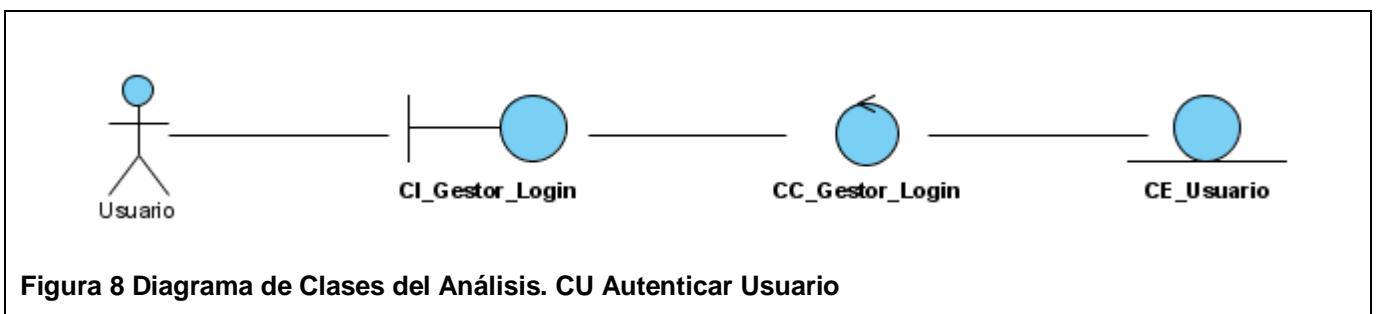 Usuario
CI_Gestor_Login
CC_Gestor_Login
CE_Usuario
Figura 8 Diagrama de Clases del Análisis. CU Autenticar Usuario